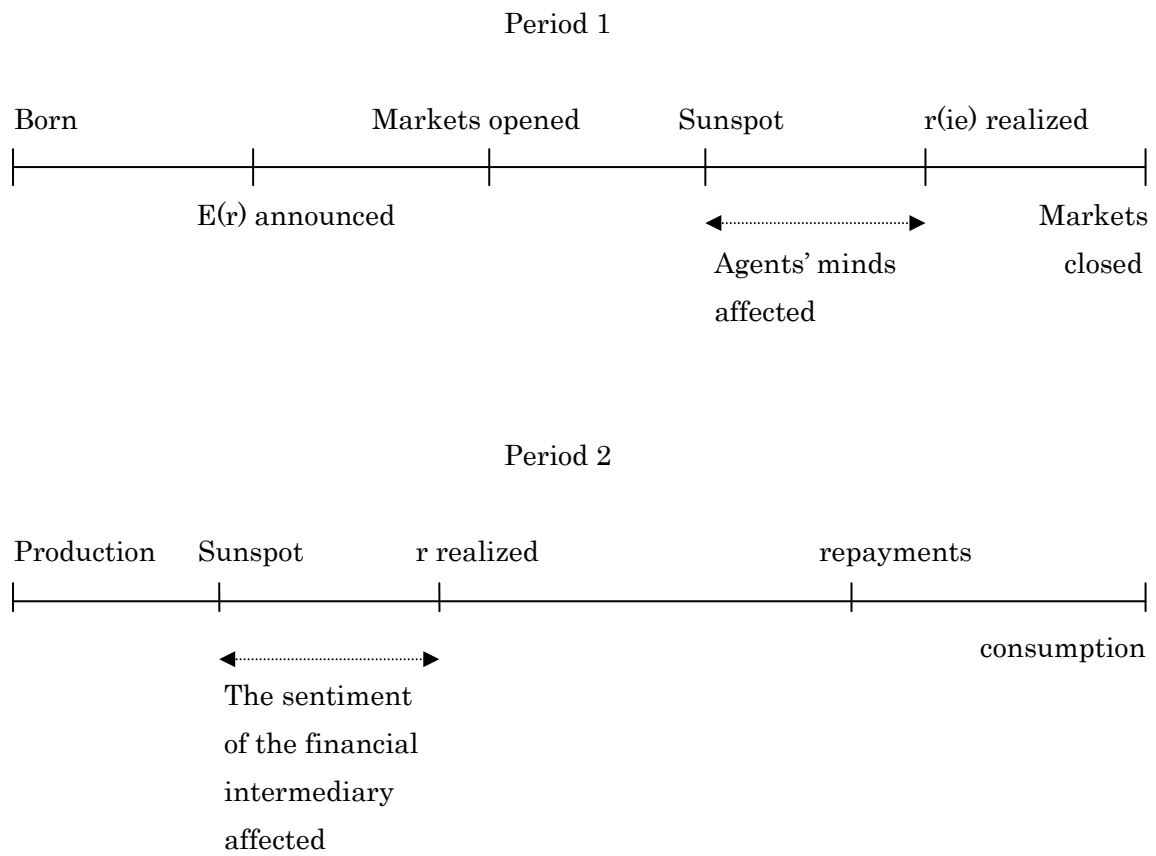 Period 1
Born Markets opened Sunspot r(ie) realized
E(r) announced Markets
closed
Agents’ minds
affected
Period 2
Production Sunspot r realized repayments
consumption
The sentiment
of the financial
intermediary
affected